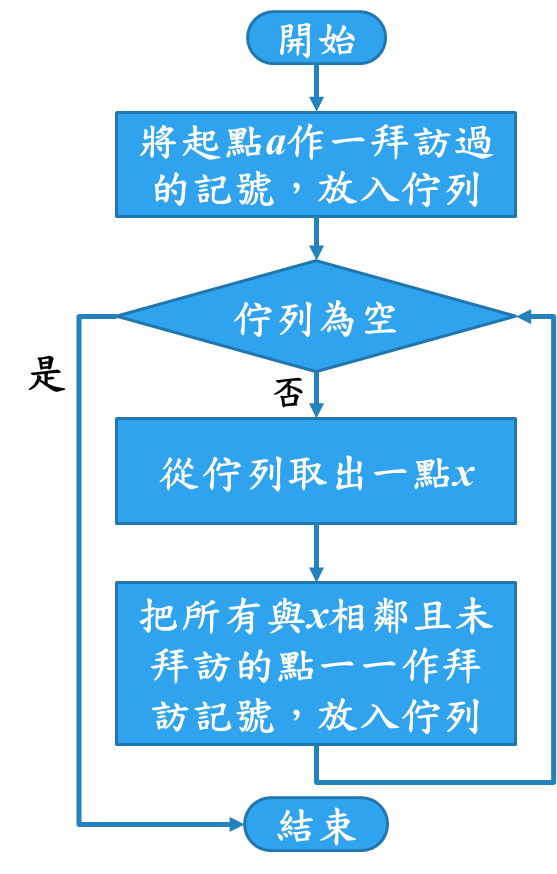 開始
將起點a作一拜訪過
的記號，放入佇列
佇列為空
是
否
從佇列取出一點x
把所有與x相鄰且未
拜訪的點一一作拜
訪記號，放入佇列
結束